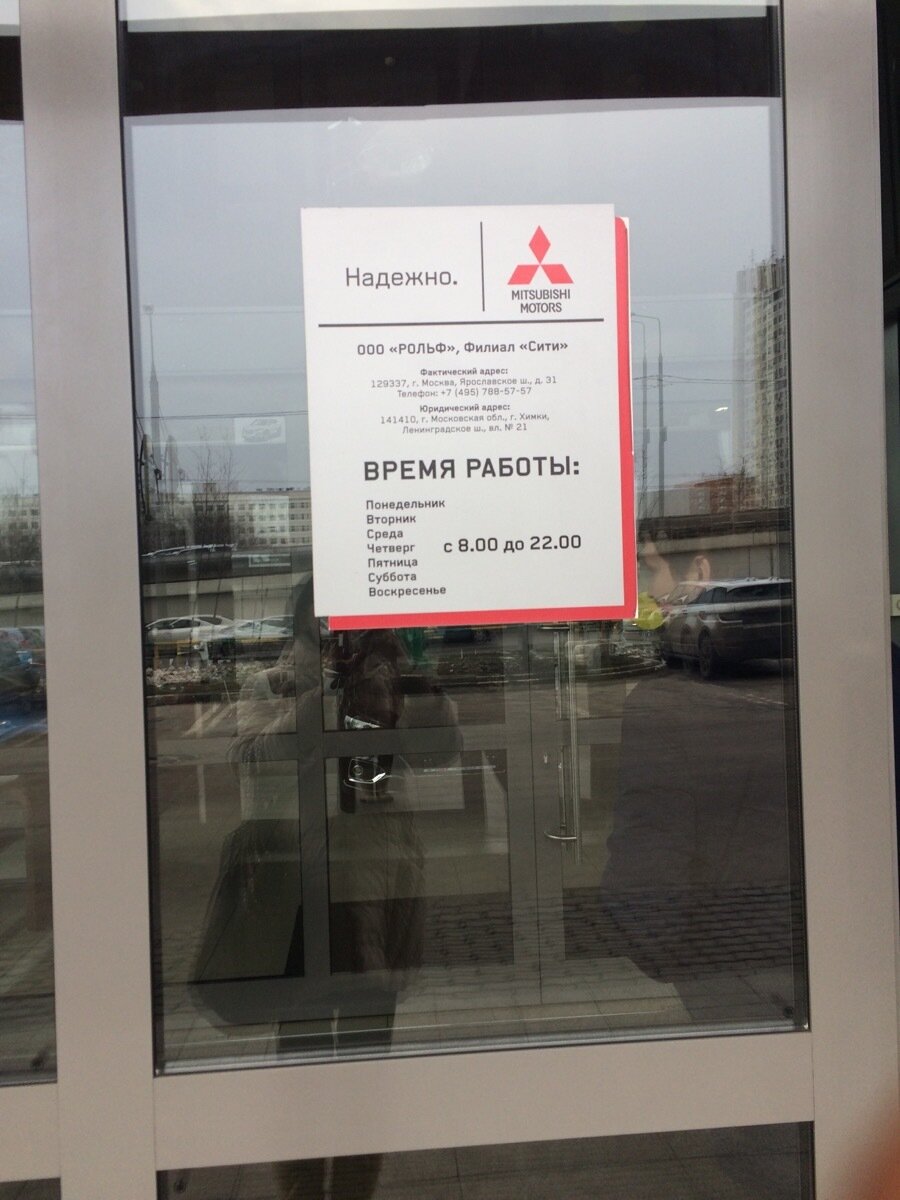 Надежно.
MITSUBISHI
MOTORS
ООО «РОЛЬФ», Филиал «Сити»
Фактический адрес:
129337, г. Москва, Ярославское ш., д. 31
Телефон: +7 (495) 788-57-57
Юридический адрес:
141410, г. Московская обл., г. Химки,
Ленинградское ш., вл. № 21
ВРЕМЯ РАБОТЫ:
Понедельник
Вторник
Среда
Четверг с 8.00 до 22.00
Пятница
Суббота
Воскресенье